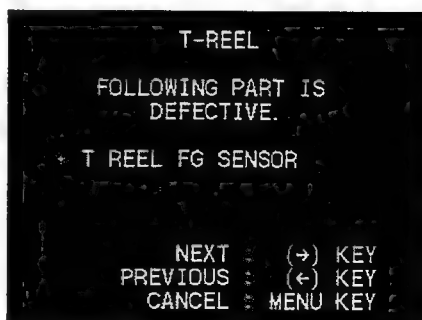 T-REEL
FOLLOWING PART IS
DEFECTIVE.
* T REEL FG SENSOR
NEXT : (→) KEY
PREVIOUS : (←) KEY
CANCEL : MENU KEY